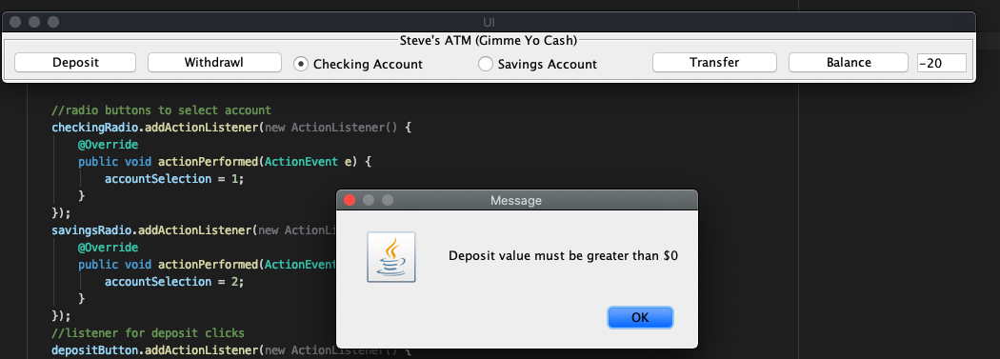 UI
Steve's ATM (Gimme Yo Cash)
Deposit Withdrawl Checking Account Savings Account Transfer Balance -20
//radio buttons to select account
checkingRadio.addActionListener(new ActionListener() {
@Override
public void actionPerformed(ActionEvent e) {
accountSelection = 1;
}
});
savingsRadio.addActionListener(new ActionLi
@Override
public void actionPerformed(ActionEvent
accountSelection = 2;
}
});
//listener for deposit clicks
depositButton.addActionListener(new ActionListener() {
Message
Deposit value must be greater than $0
OK